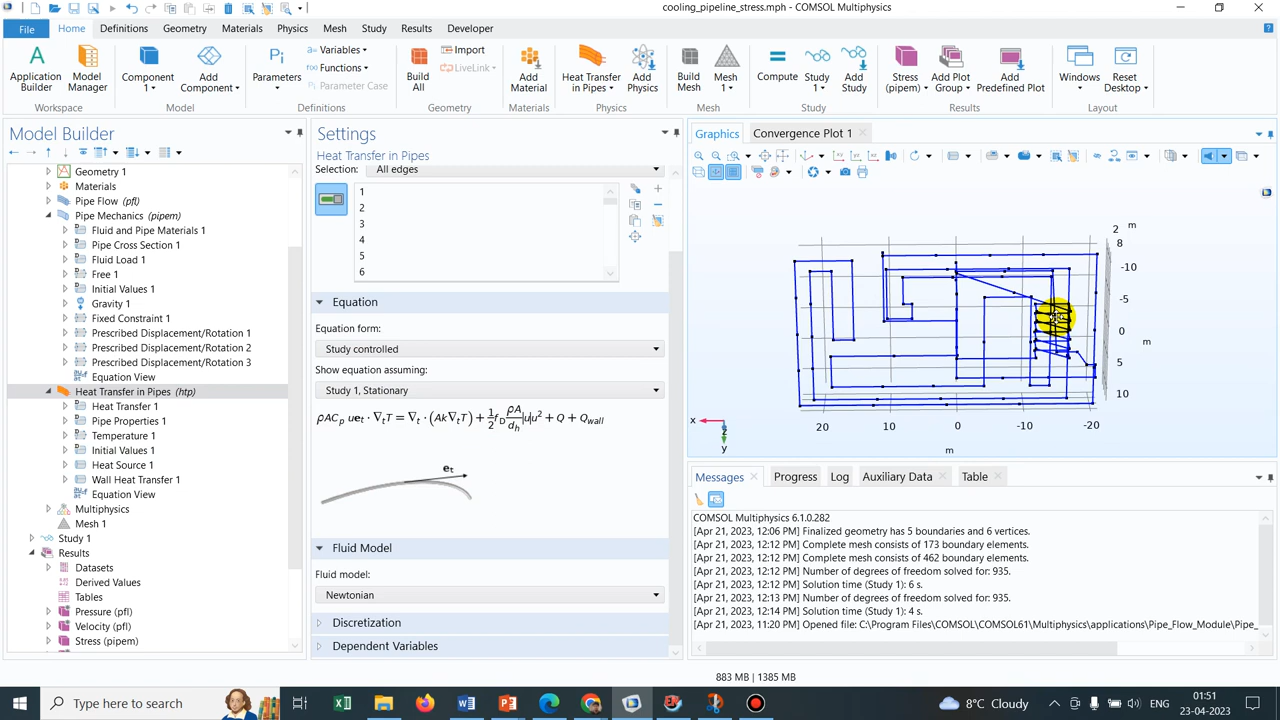 cooling_pipeline_stress.mph - COMSOL Multiphysics
File
Home
Definitions
Geometry
Materials
Physics
Mesh
Study
Results
Developer
Application Builder
Model Manager
Component 1
Add Component
Parameters
Variables
Functions
Parameter Case
Build All
Import
LiveLink
Add Material
Heat Transfer in Pipes
Add Physics
Build Mesh
Mesh 1
Compute
Study 1
Add Study
Stress (pipem)
Add Plot Group
Add Predefined Plot
Windows
Reset Desktop
Workspace
Model
Definitions
Geometry
Materials
Physics
Mesh
Study
Results
Layout
Model Builder
Geometry 1
Materials
Pipe Flow (pfl)
Pipe Mechanics (pipem)
Fluid and Pipe Materials 1
Pipe Cross Section 1
Fluid Load 1
Free 1
Initial Values 1
Gravity 1
Fixed Constraint 1
Prescribed Displacement/Rotation 1
Prescribed Displacement/Rotation 2
Prescribed Displacement/Rotation 3
Equation View
Heat Transfer in Pipes (htp)
Heat Transfer 1
Pipe Properties 1
Temperature 1
Initial Values 1
Heat Source 1
Wall Heat Transfer 1
Equation View
Multiphysics
Mesh 1
Study 1
Results
Datasets
Derived Values
Tables
Pressure (pfl)
Velocity (pfl)
Stress (pipem)
Settings
Heat Transfer in Pipes
Selection: All edges
1
2
3
4
5
6
Equation
Equation form:
Study controlled
Show equation assuming:
Study 1, Stationary
ρAC_p ue_t · ∇_tT = ∇_t · (Ak∇_tT) + 1/2 f_D ρA/d_h |u|u² + Q + Q_wall
e_t
Fluid Model
Fluid model:
Newtonian
Discretization
Dependent Variables
Graphics
Convergence Plot 1
2 m
8
-10
-5
0
m
5
10
x
z
y
20
10
0
-10
-20
m
Messages
Progress
Log
Auxiliary Data
Table
COMSOL Multiphysics 6.1.0.282
[Apr 21, 2023, 12:06 PM] Finalized geometry has 5 boundaries and 6 vertices.
[Apr 21, 2023, 12:12 PM] Complete mesh consists of 173 boundary elements.
[Apr 21, 2023, 12:12 PM] Complete mesh consists of 462 boundary elements.
[Apr 21, 2023, 12:12 PM] Number of degrees of freedom solved for: 935.
[Apr 21, 2023, 12:12 PM] Solution time (Study 1): 6 s.
[Apr 21, 2023, 12:13 PM] Number of degrees of freedom solved for: 935.
[Apr 21, 2023, 12:14 PM] Solution time (Study 1): 4 s.
[Apr 21, 2023, 11:20 PM] Opened file: C:\Program Files\COMSOL\COMSOL61\Multiphysics\applications\Pipe_Flow_Module\Pipe_
883 MB | 1385 MB
Type here to search
8°C Cloudy
ENG
01:51
23-04-2023